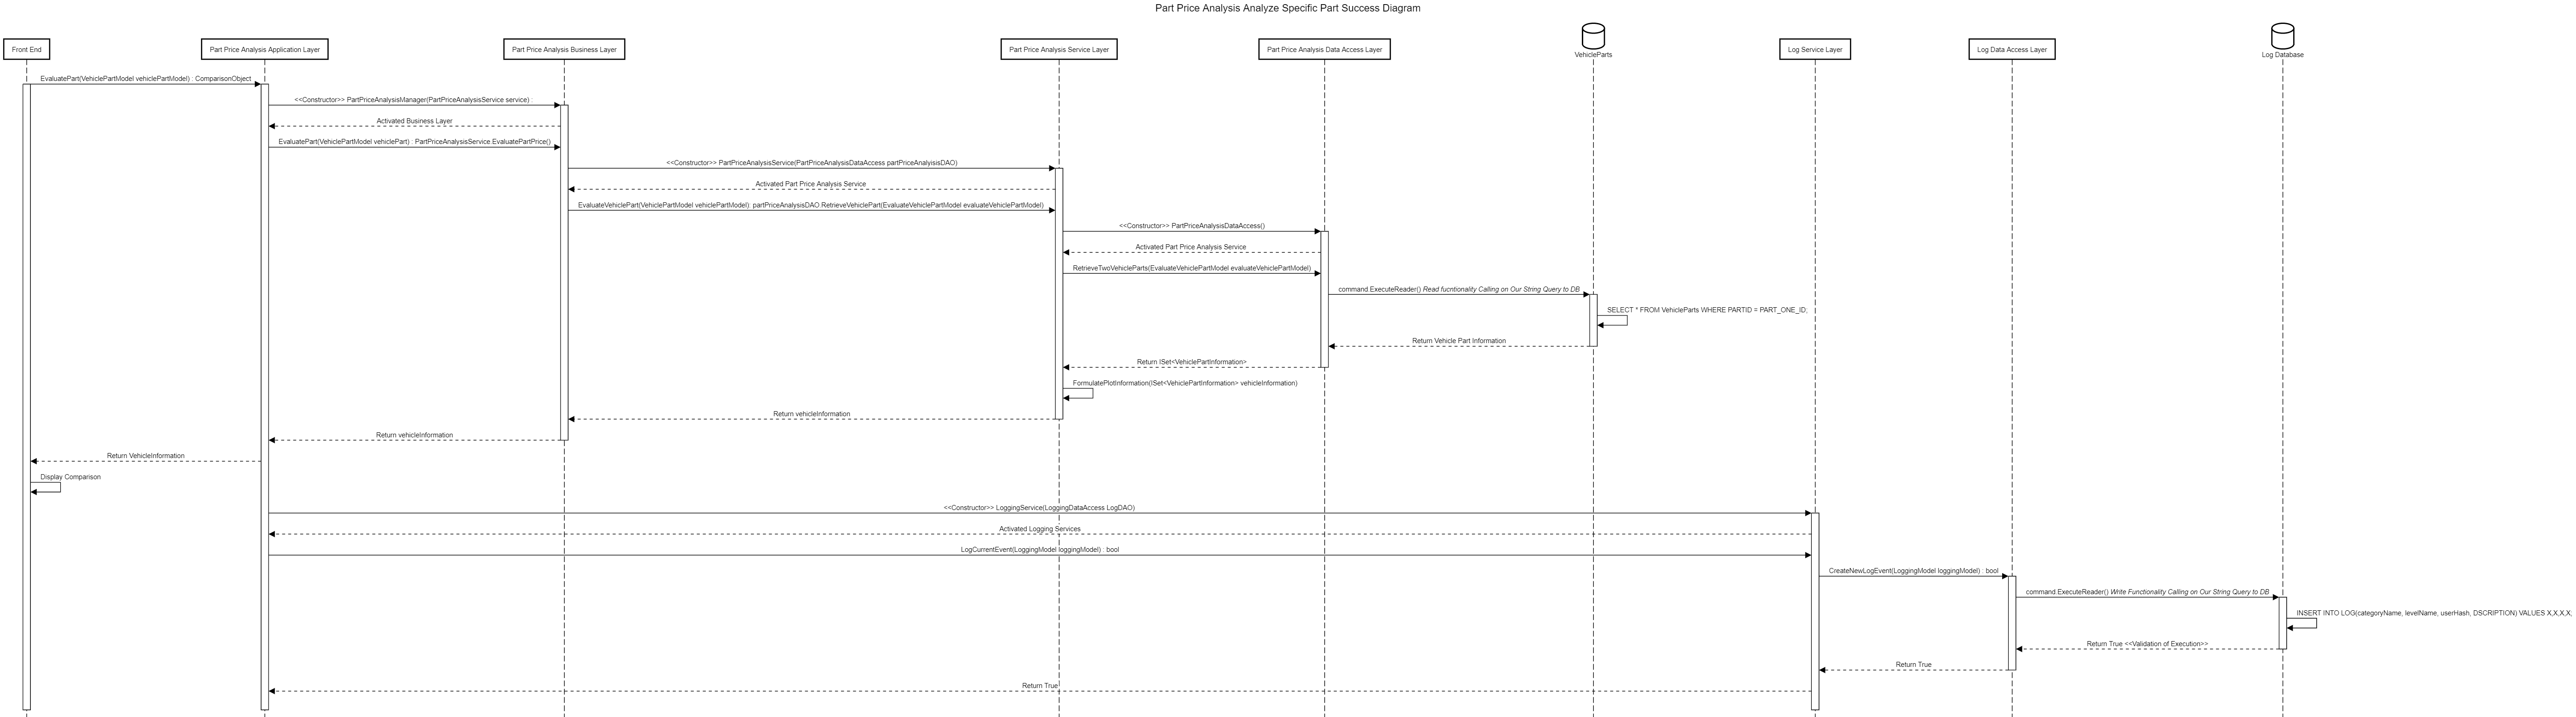 Part Price Analysis Analyze Specific Part Success Diagram
Front End
Part Price Analysis Application Layer
Part Price Analysis Business Layer
Part Price Analysis Service Layer
Part Price Analysis Data Access Layer
VehicleParts
Log Service Layer
Log Data Access Layer
Log Database
EvaluatePart(VehiclePartModel vehiclePartModel) : ComparisonObject
<<Constructor>> PartPriceAnalysisManager(PartPriceAnalysisService service) :
Activated Business Layer
EvaluatePart(VehiclePartModel vehiclePart) : PartPriceAnalysisService.EvaluatePartPrice()
<<Constructor>> PartPriceAnalysisService(PartPriceAnalysisDataAccess partPriceAnalyisisDAO)
Activated Part Price Analysis Service
EvaluateVehiclePart(VehiclePartModel vehiclePartModel): partPriceAnalysisDAO.RetrieveVehiclePart(EvaluateVehiclePartModel evaluateVehiclePartModel)
<<Constructor>> PartPriceAnalysisDataAccess()
Activated Part Price Analysis Service
RetrieveTwoVehicleParts(EvaluateVehiclePartModel evaluateVehiclePartModel)
command.ExecuteReader() Read fucntionality Calling on Our String Query to DB
SELECT * FROM VehicleParts WHERE PARTID = PART_ONE_ID;
Return Vehicle Part Information
Return ISet<VehiclePartInformation>
FormulatePlotInformation(ISet<VehiclePartInformation> vehicleInformation)
Return vehicleInformation
Return vehicleInformation
Return VehicleInformation
Display Comparison
<<Constructor>> LoggingService(LoggingDataAccess LogDAO)
Activated Logging Services
LogCurrentEvent(LoggingModel loggingModel) : bool
CreateNewLogEvent(LoggingModel loggingModel) : bool
command.ExecuteReader() Write Functionality Calling on Our String Query to DB
INSERT INTO LOG(categoryName, levelName, userHash, DSCRIPTION) VALUES X,X,X,X;
Return True <<Validation of Execution>>
Return True
Return True